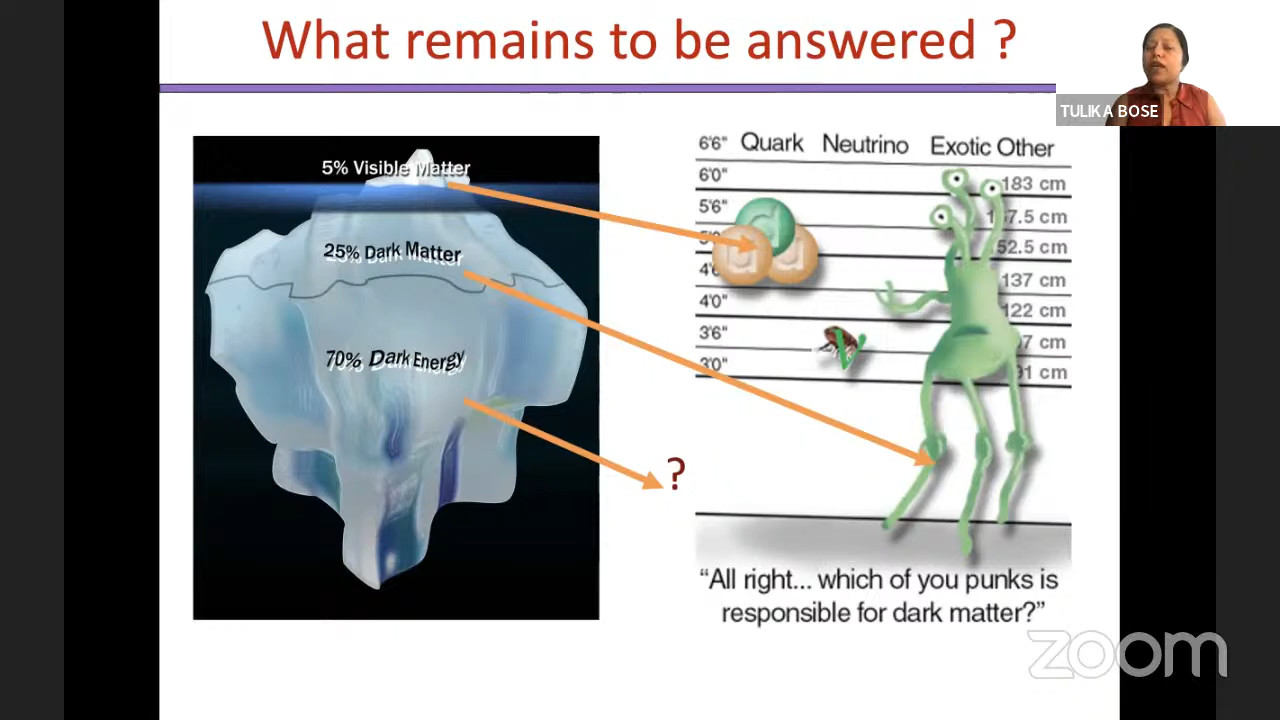 What remains to be answered ?
TULIKA BOSE
5% Visible Matter
25% Dark Matter
70% Dark Energy
?
Quark Neutrino Exotic Other
6'6"
6'0"
183 cm
5'6"
52.5 cm
137 cm
4'0"
122 cm
3'6"
3'0"
d
u
u
ν
“All right... which of you punks is
responsible for dark matter?”
zoom